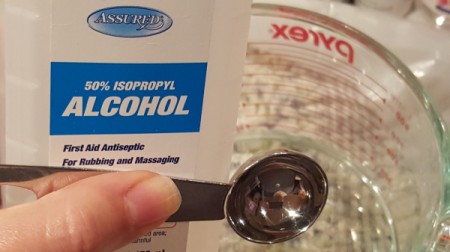 ASSURED
50% ISOPROPYL
ALCOHOL
First Aid Antiseptic
For Rubbing and Massaging
PYREX